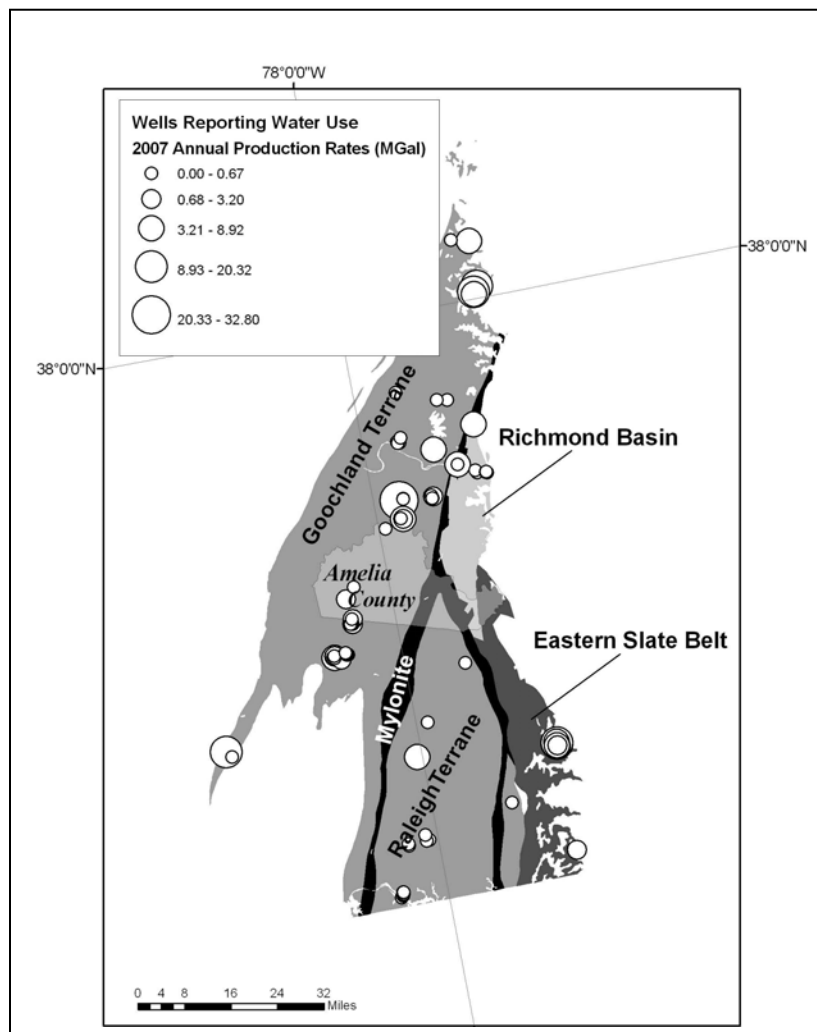 78°0'0"W
Wells Reporting Water Use
2007 Annual Production Rates (MGal)
0.00 - 0.67
0.68 - 3.20
3.21 - 8.92
8.93 - 20.32
20.33 - 32.80
38°0'0"N
38°0'0"N
Goochland Terrane
Richmond Basin
Amelia
County
Eastern Slate Belt
Mylonite
RaleighTerrane
0 4 8 16 24 32
Miles